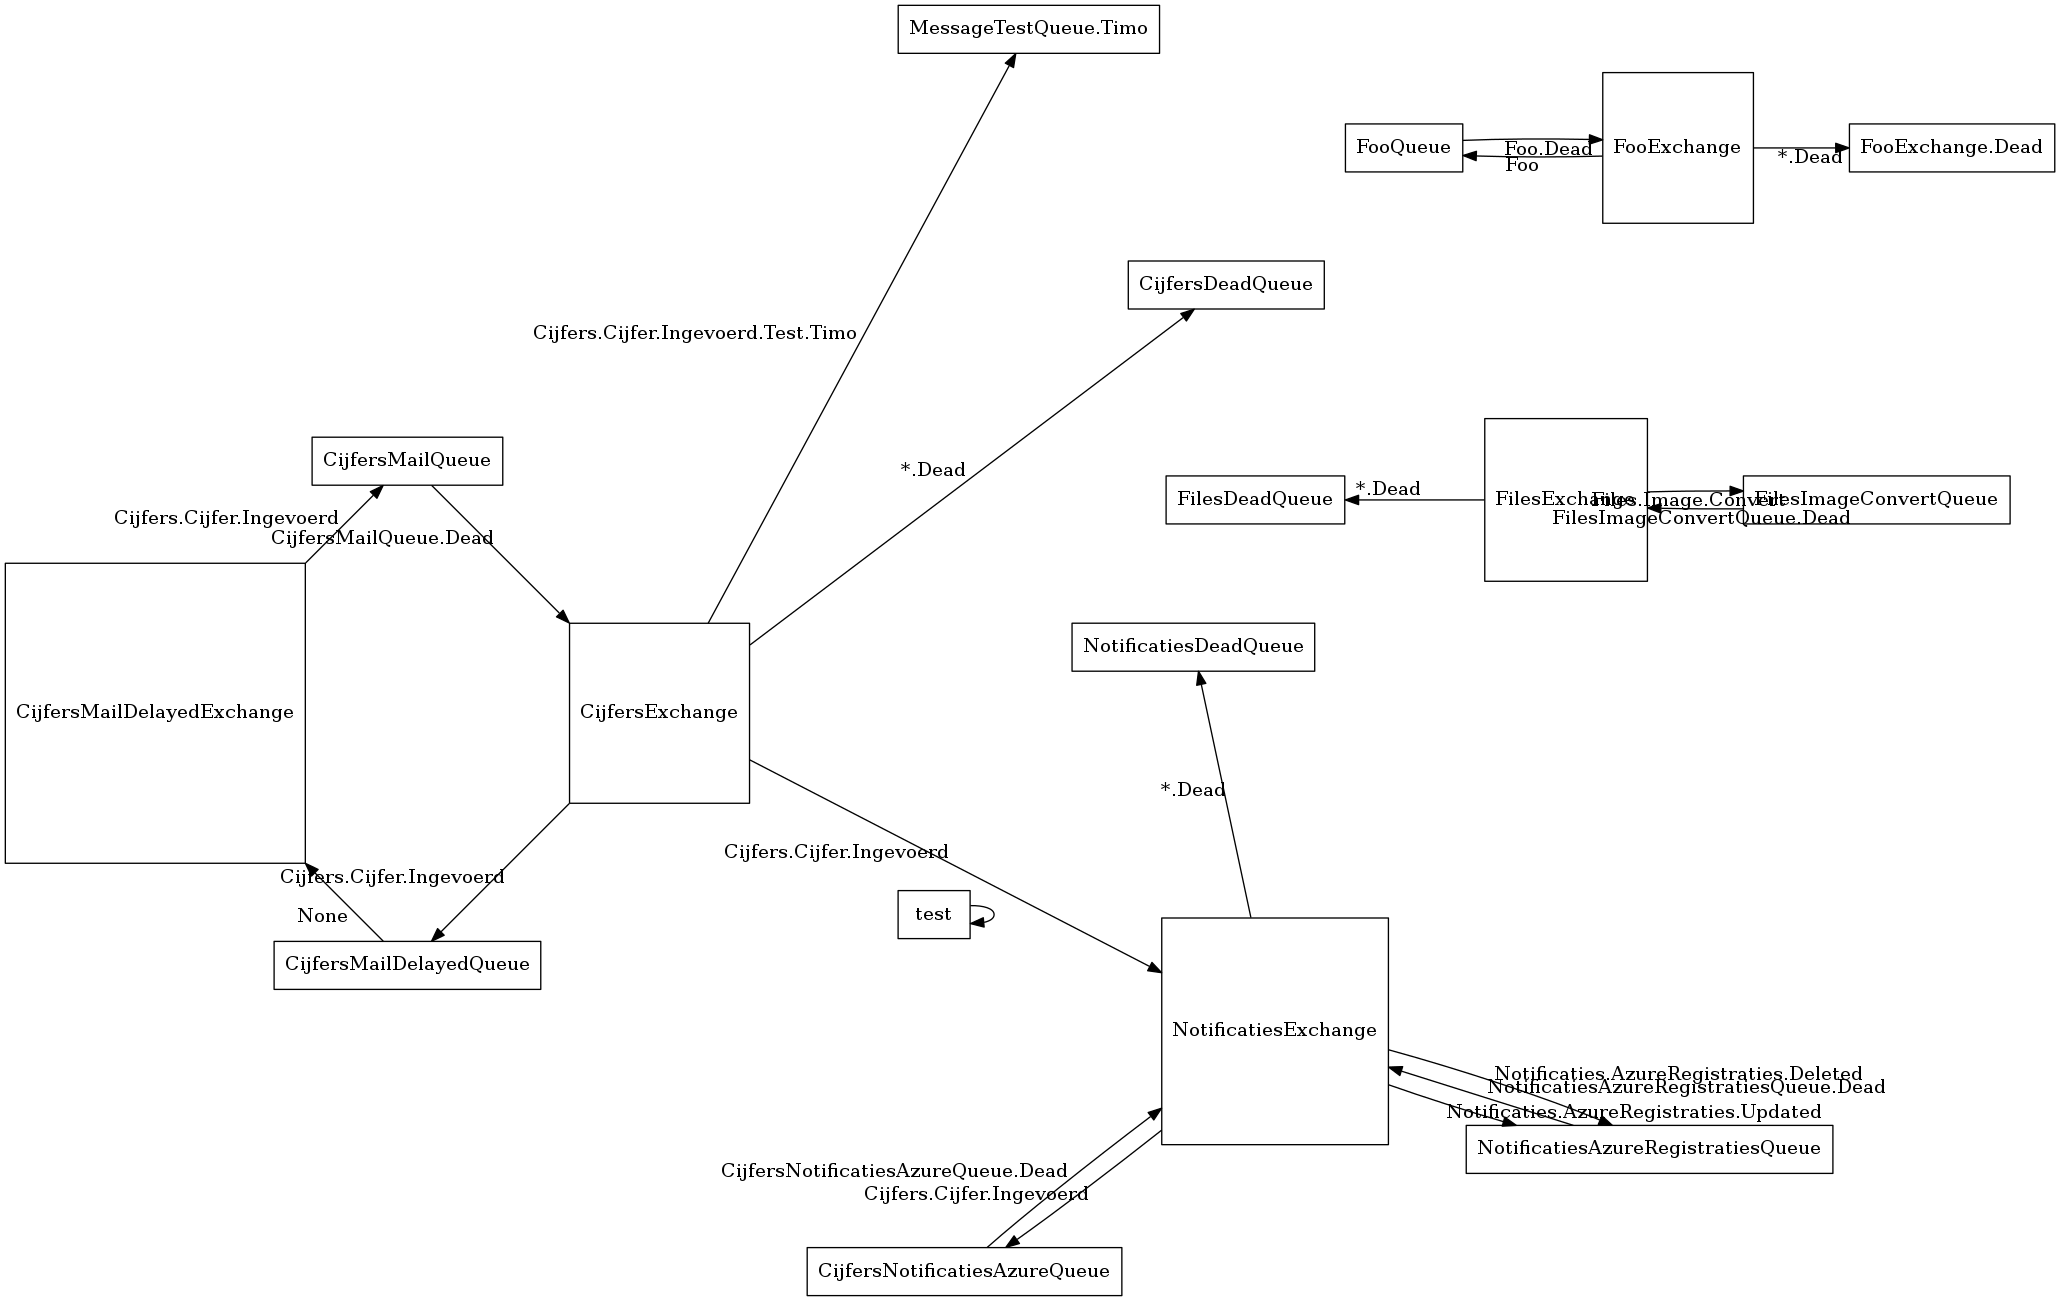 MessageTestQueue.Timo
FooQueue
Foo.Dead
Foo
FooExchange
*.Dead
FooExchange.Dead
CijfersDeadQueue
Cijfers.Cijfer.Ingevoerd.Test.Timo
*.Dead
CijfersMailQueue
Cijfers.Cijfer.Ingevoerd
CijfersMailQueue.Dead
FilesDeadQueue
*.Dead
FilesExchange
Files.Image.Convert
FilesImageConvertQueue
FilesImageConvertQueue.Dead
CijfersMailDelayedExchange
CijfersExchange
NotificatiesDeadQueue
*.Dead
Cijfers.Cijfer.Ingevoerd
Cijfers.Cijfer.Ingevoerd
None
test
CijfersMailDelayedQueue
NotificatiesExchange
Notificaties.AzureRegistraties.Deleted
NotificatiesAzureRegistratiesQueue.Dead
Notificaties.AzureRegistraties.Updated
NotificatiesAzureRegistratiesQueue
CijfersNotificatiesAzureQueue.Dead
Cijfers.Cijfer.Ingevoerd
CijfersNotificatiesAzureQueue